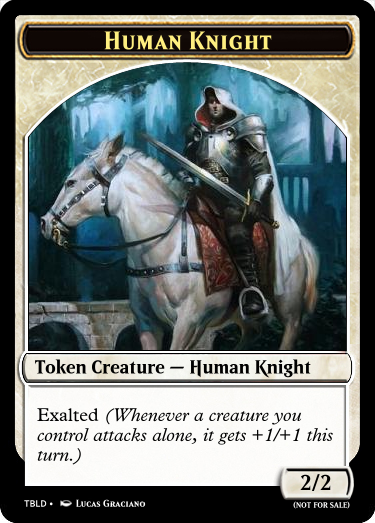 HUMAN KNIGHT
Token Creature — Human Knight
Exalted (Whenever a creature you
control attacks alone, it gets +1/+1 this
turn.)
2/2
TBLD • LUCAS GRACIANO
(NOT FOR SALE)